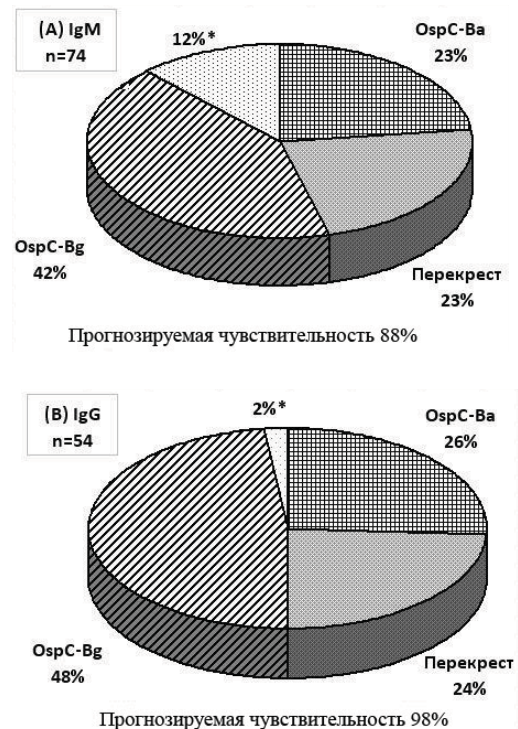 (A) IgM
n=74
12%*
OspC-Ba
23%
OspC-Bg
42%
Перекрест
23%
Прогнозируемая чувствительность 88%
(B) IgG
n=54
2%*
OspC-Ba
26%
OspC-Bg
48%
Перекрест
24%
Прогнозируемая чувствительность 98%